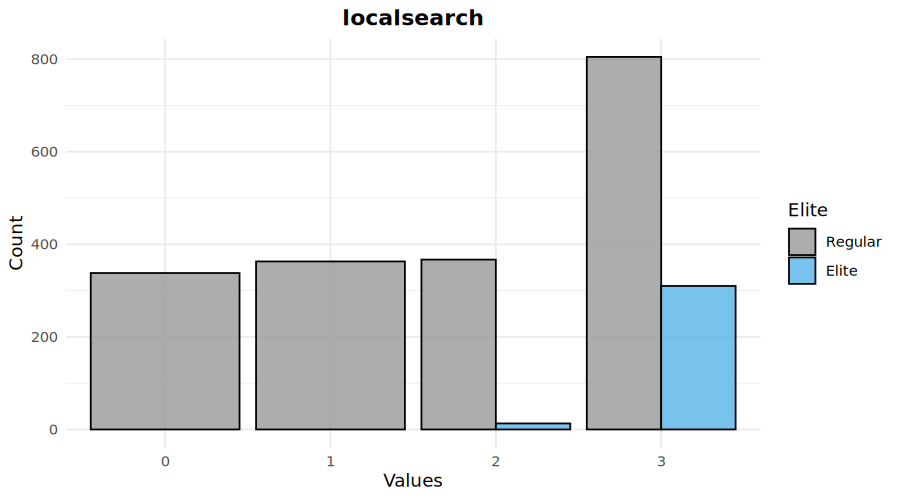 localsearch
Count
800
600
400
200
0
0 1 2 3
Values
Elite
Regular
Elite